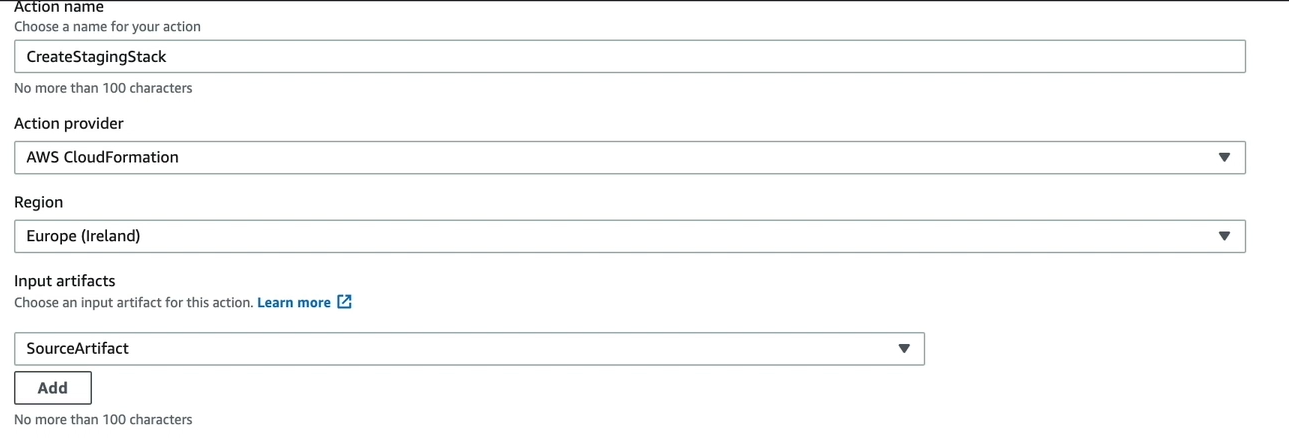 Action name
Choose a name for your action
CreateStagingStack
No more than 100 characters
Action provider
AWS CloudFormation
Region
Europe (Ireland)
Input artifacts
Choose an input artifact for this action. Learn more
SourceArtifact
Add
No more than 100 characters